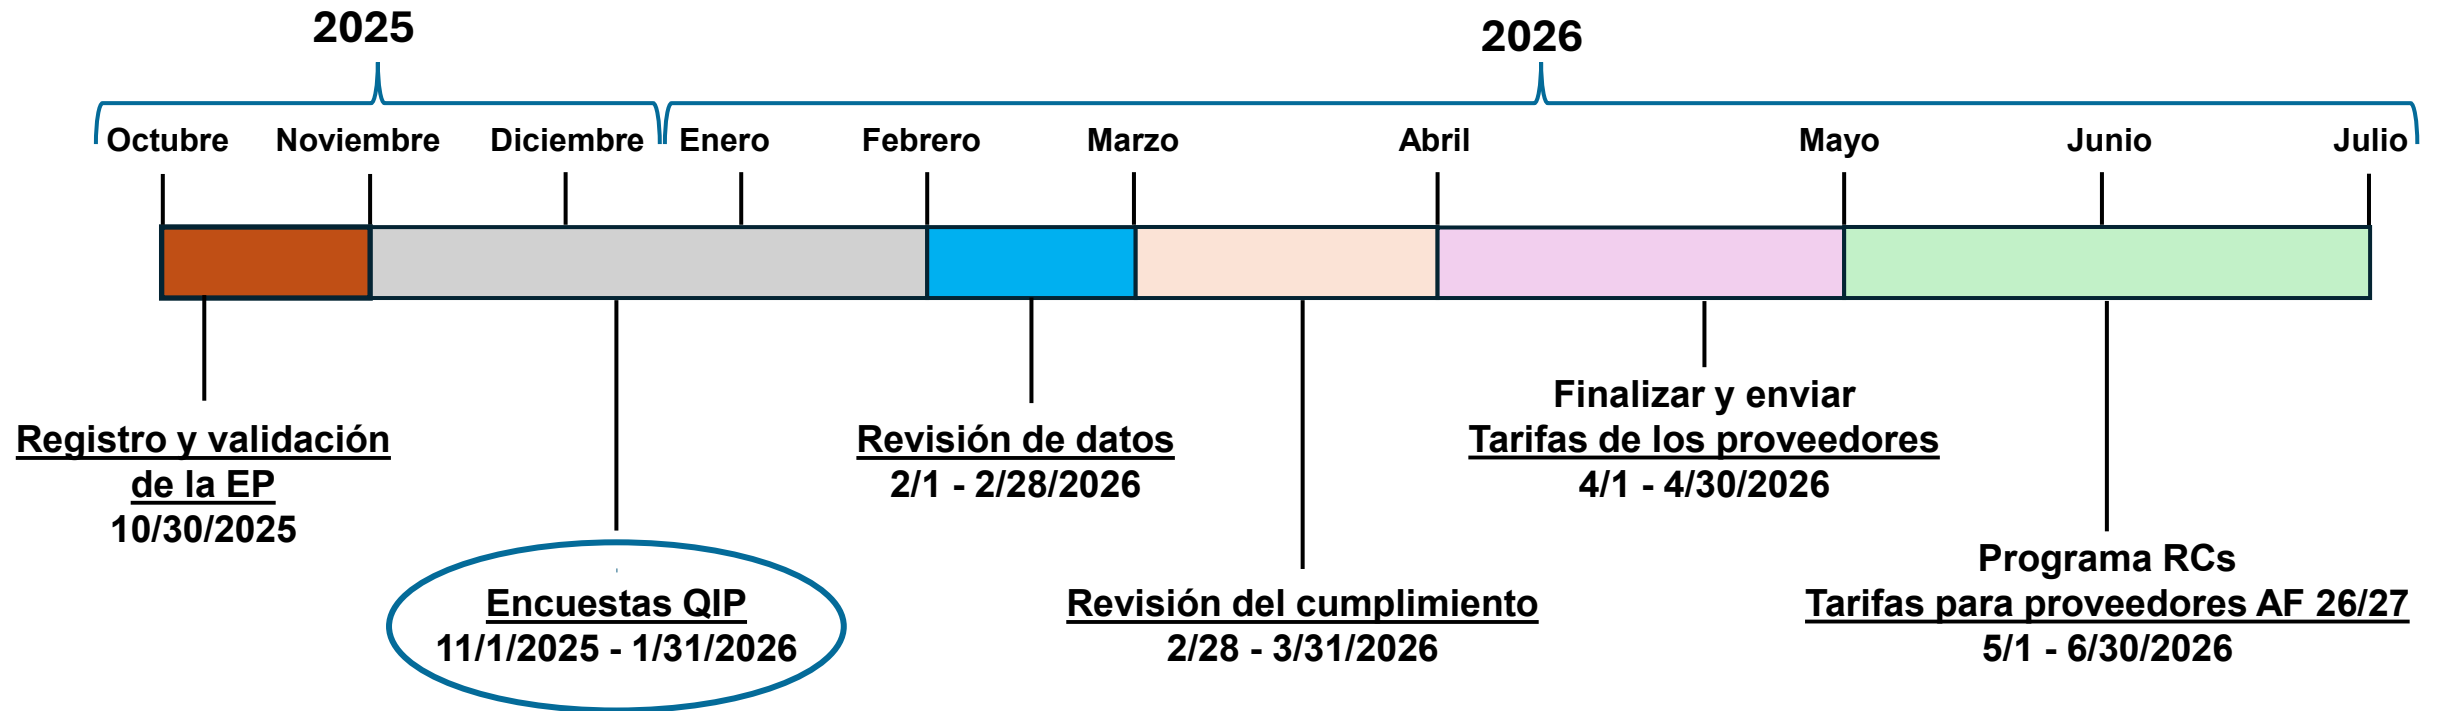 2025
2026
Octubre
Noviembre
Diciembre
Enero
Febrero
Marzo
Abril
Mayo
Junio
Julio
Registro y validación
de la EP
10/30/2025
Encuestas QIP
11/1/2025 - 1/31/2026
Revisión de datos
2/1 - 2/28/2026
Revisión del cumplimiento
2/28 - 3/31/2026
Finalizar y enviar
Tarifas de los proveedores
4/1 - 4/30/2026
Programa RCs
Tarifas para proveedores AF 26/27
5/1 - 6/30/2026